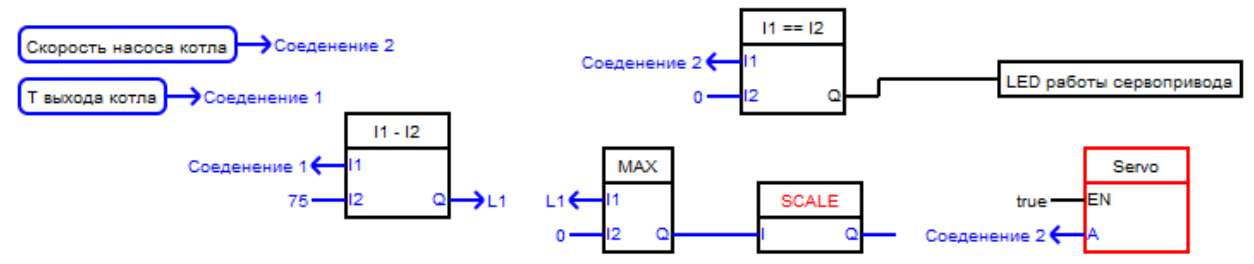 I1 == I2
Скорость насоса котла
Соеденение 2
Соеденение 2
I1
Т выхода котла
Соеденение 1
0
I2
Q
LED работы сервопривода
I1 - I2
Соеденение 1
I1
75
I2
Q
L1
MAX
L1
I1
0
I2
Q
SCALE
I
Q
Servo
true
EN
Соеденение 2
A